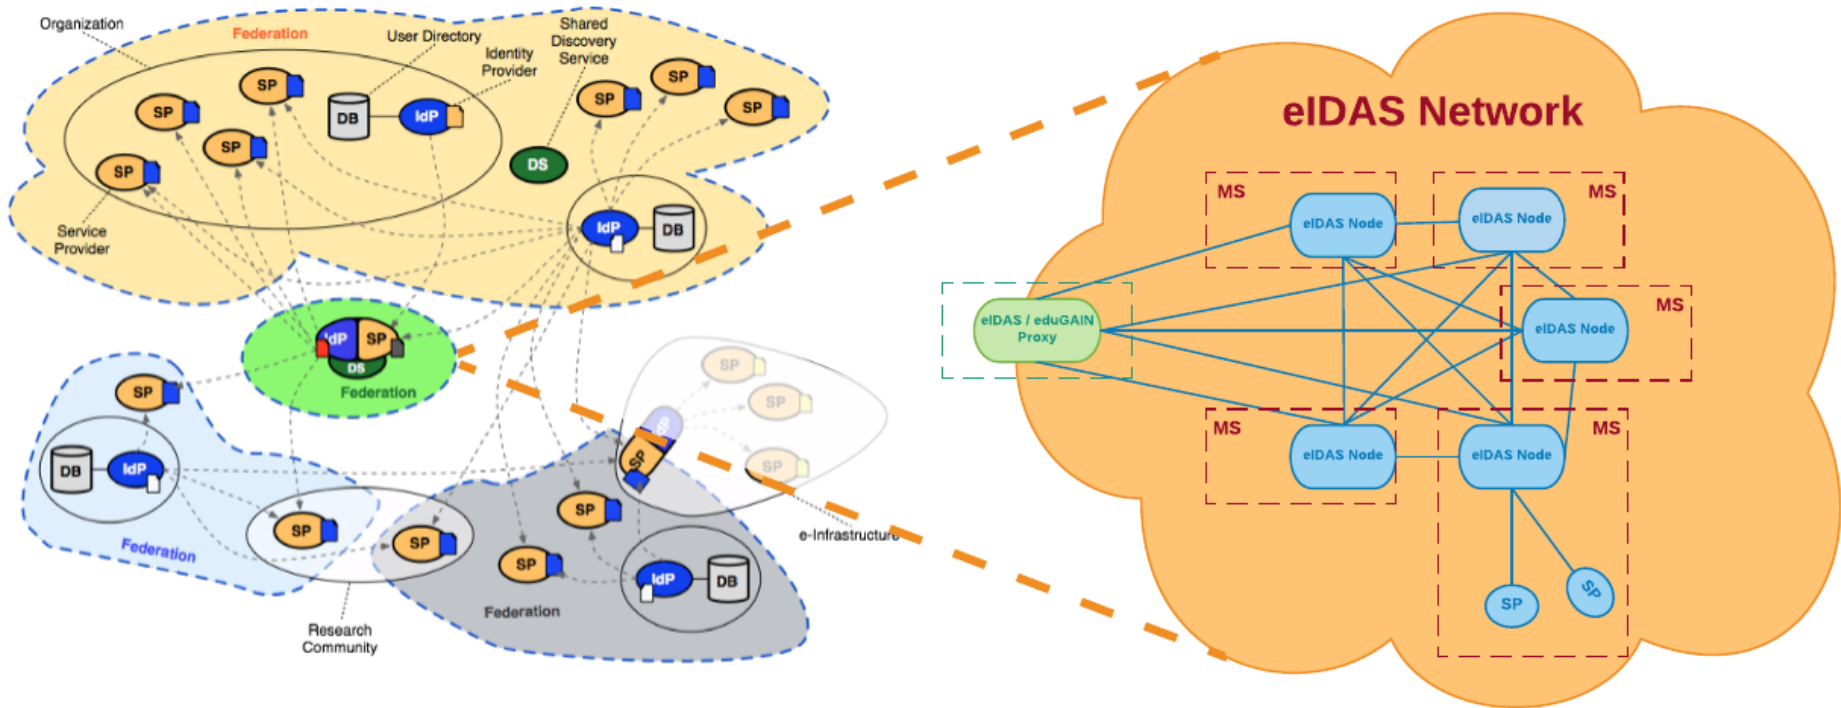 Organization
Federation
User Directory
Identity
Provider
Shared
Discovery
Service
SP
SP
SP
SP
DB
IdP
DS
SP
SP
SP
IdP
DB
Service
Provider
IdP
SP
DS
Federation
SP
DB
IdP
SP
Federation
SP
Research
Community
SP
SP
IdP
DB
Federation
SP
IdP
SP
SP
SP
e-Infrastructure
eIDAS Network
MS
eIDAS Node
MS
eIDAS Node
eIDAS / eduGAIN
Proxy
MS
eIDAS Node
MS
eIDAS Node
MS
eIDAS Node
SP
SP